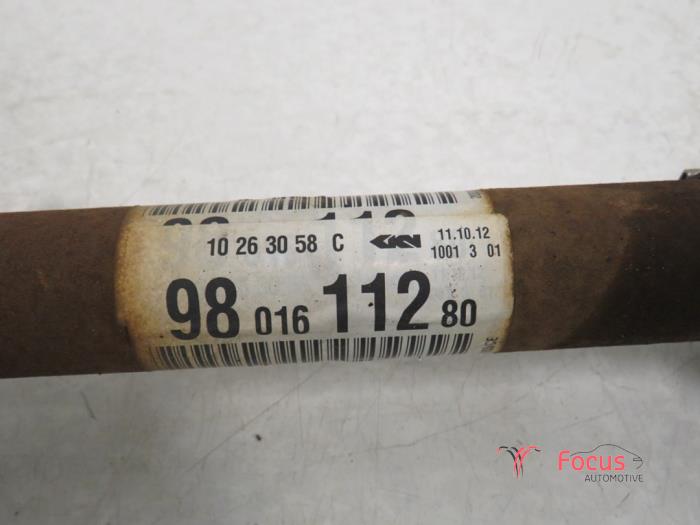 10 26 30 58 C GKN 11.10.12
1001 3 01
98 016 112 80
Focus
AUTOMOTIVE